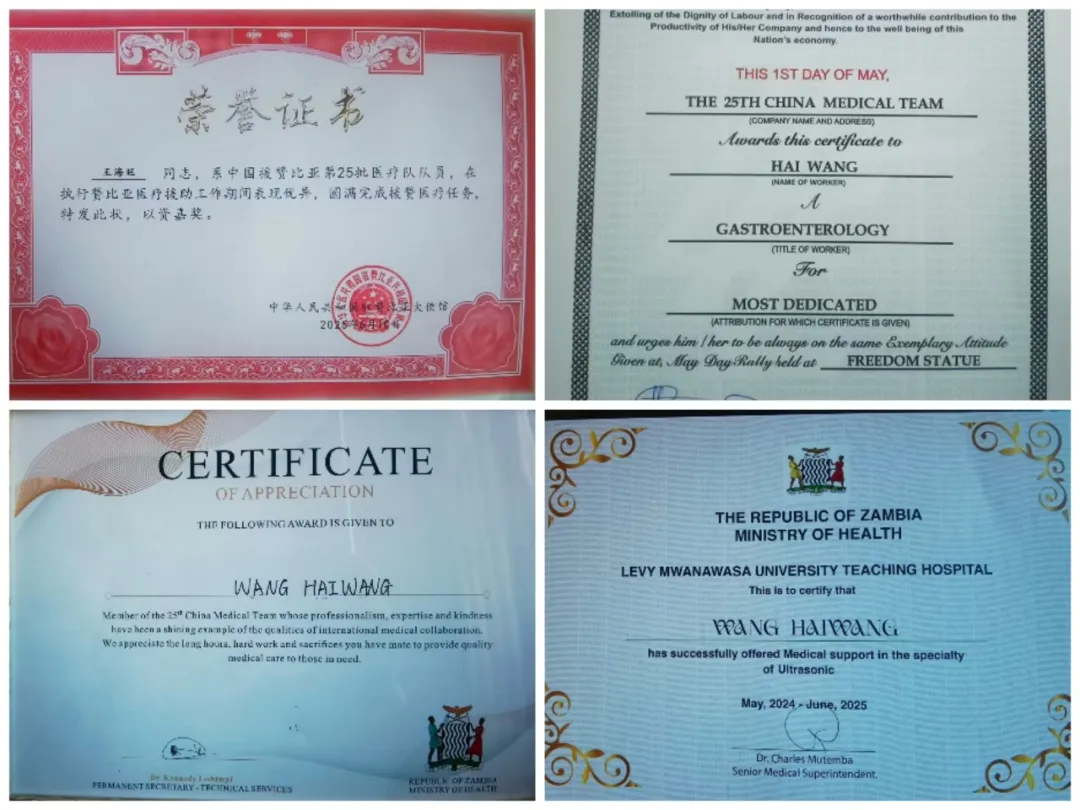 荣誉证书
王海旺 同志，系中国援赞比亚第25批医疗队队员，在
执行赞比亚医疗援助工作期间表现优异，圆满完成援赞医疗任务，
特发此状，以资嘉奖。
中华人民共和国驻赞比亚大使馆
2025年6月10日
Extolling of the Dignity of Labour and in Recognition of a worthwhile contribution to the
Productivity of His/Her Company and hence to the well being of this
Nation's economy.
THIS 1ST DAY OF MAY,
THE 25TH CHINA MEDICAL TEAM
(COMPANY NAME AND ADDRESS)
Awards this certificate to
HAI WANG
(NAME OF WORKER)
A
GASTROENTEROLOGY
(TITLE OF WORKER)
For
MOST DEDICATED
(ATTRIBUTION FOR WHICH CERTIFICATE IS GIVEN)
and urges him / her to be always on the same Exemplary Attitude
Given at, May Day Rally held at FREEDOM STATUE
CERTIFICATE
OF APPRECIATION
THE FOLLOWING AWARD IS GIVEN TO
WANG HAIWANG
Member of the 25th China Medical Team whose professionalism, expertise and kindness
have been a shining example of the qualities of international medical collaboration.
We appreciate the long hours, hard work and sacrifices you have mate to provide quality
medical care to those in need.
Dr. Kennedy
PERMANENT SECRETARY - TECHNICAL SERVICES
REPUBLIC OF ZAMBIA
MINISTRY OF HEALTH
THE REPUBLIC OF ZAMBIA
MINISTRY OF HEALTH
LEVY MWANAWASA UNIVERSITY TEACHING HOSPITAL
This is to certify that
WANG HAIWANG
has successfully offered Medical support in the specialty
of Ultrasonic
May, 2024 - June, 2025
Dr. Charles Mutemba
Senior Medical Superintendent.